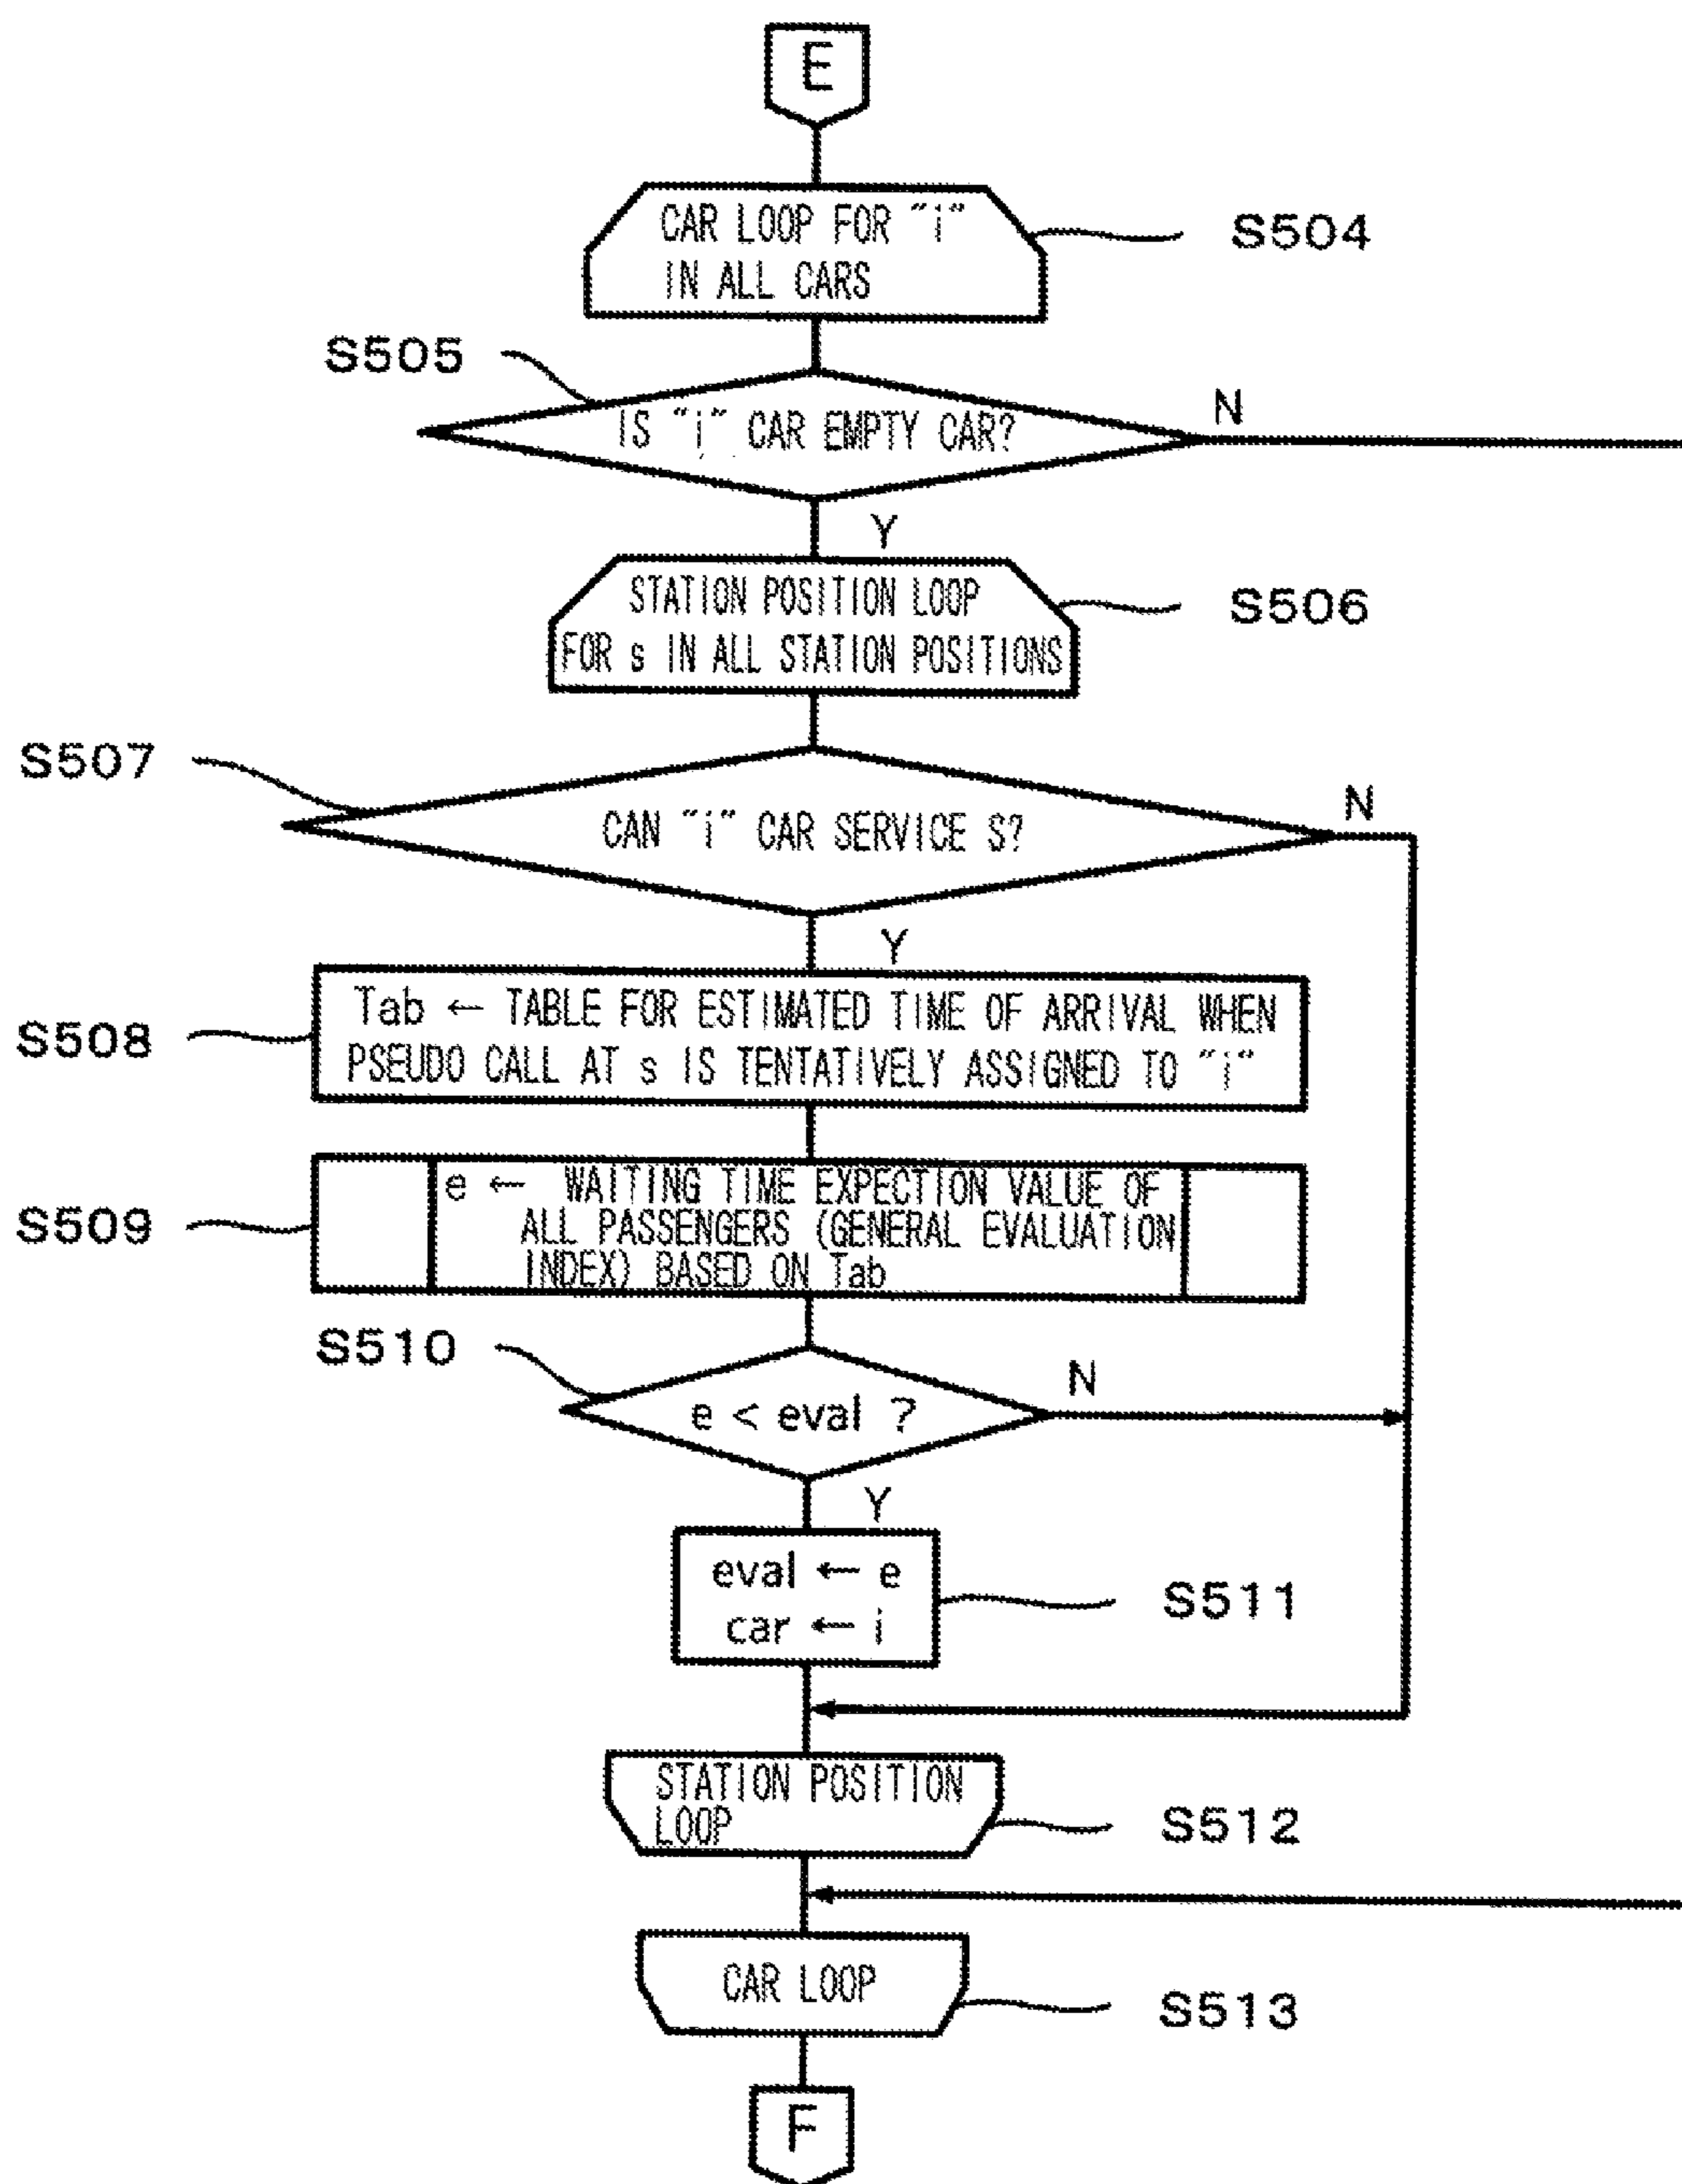 E
CAR LOOP FOR "i"
IN ALL CARS
S504
S505
IS "i" CAR EMPTY CAR?
N
Y
STATION POSITION LOOP
FOR s IN ALL STATION POSITIONS
S506
S507
CAN "i" CAR SERVICE S?
N
Y
S508
Tab ← TABLE FOR ESTIMATED TIME OF ARRIVAL WHEN
PSEUDO CALL AT s IS TENTATIVELY ASSIGNED TO "i"
S509
e ← WAITING TIME EXPECTION VALUE OF
ALL PASSENGERS (GENERAL EVALUATION
INDEX) BASED ON Tab
S510
e < eval ?
N
Y
eval ← e
car ← i
S511
STATION POSITION
LOOP
S512
CAR LOOP
S513
F